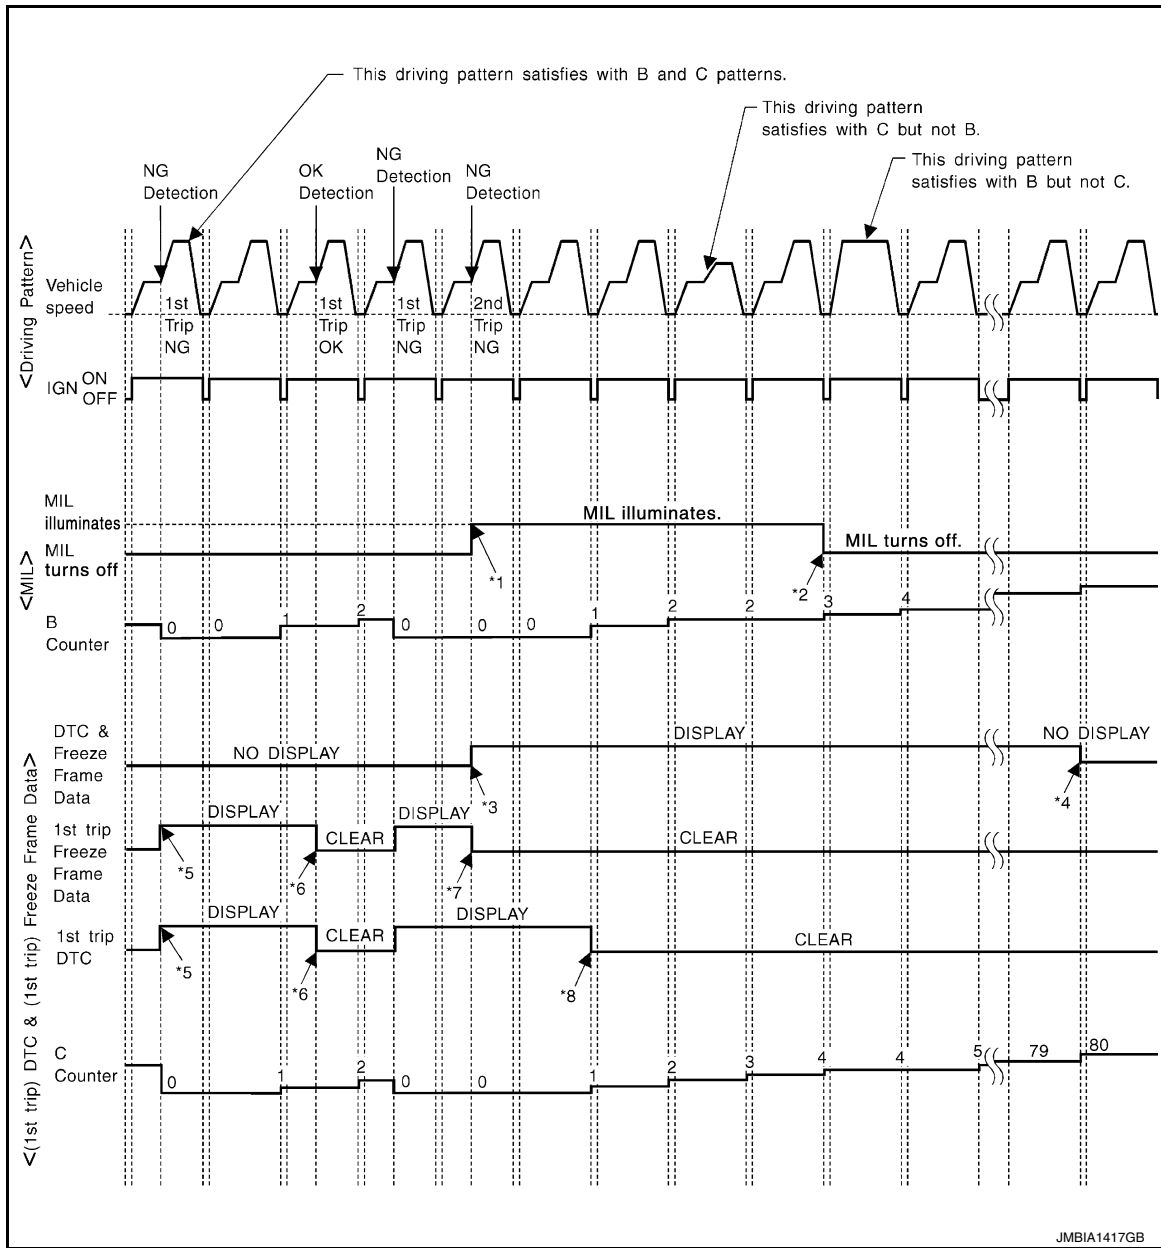 This driving pattern satisfies with B and C patterns.
This driving pattern
satisfies with C but not B.
This driving pattern
satisfies with B but not C.
NG
Detection
OK
Detection
NG
Detection
NG
Detection
<Driving Pattern>
Vehicle
speed
1st
Trip
NG
1st
Trip
OK
1st
Trip
NG
2nd
Trip
NG
IGN ON
OFF
<MIL>
MIL
illuminates
MIL illuminates.
MIL
turns off
MIL turns off.
*1
*2
B
Counter
0 0 1 2 0 0 0 1 2 2 3 4
<(1st trip) DTC & (1st trip) Freeze Frame Data>
DTC &
Freeze
Frame
Data
NO DISPLAY
DISPLAY
NO DISPLAY
*3
*4
1st trip
Freeze
Frame
Data
DISPLAY
CLEAR
DISPLAY
CLEAR
*5
*6
*7
1st trip
DTC
DISPLAY
CLEAR
DISPLAY
CLEAR
*5
*6
*8
C
Counter
0 1 2 0 0 1 2 3 4 4 5 79 80
JMBIA1417GB